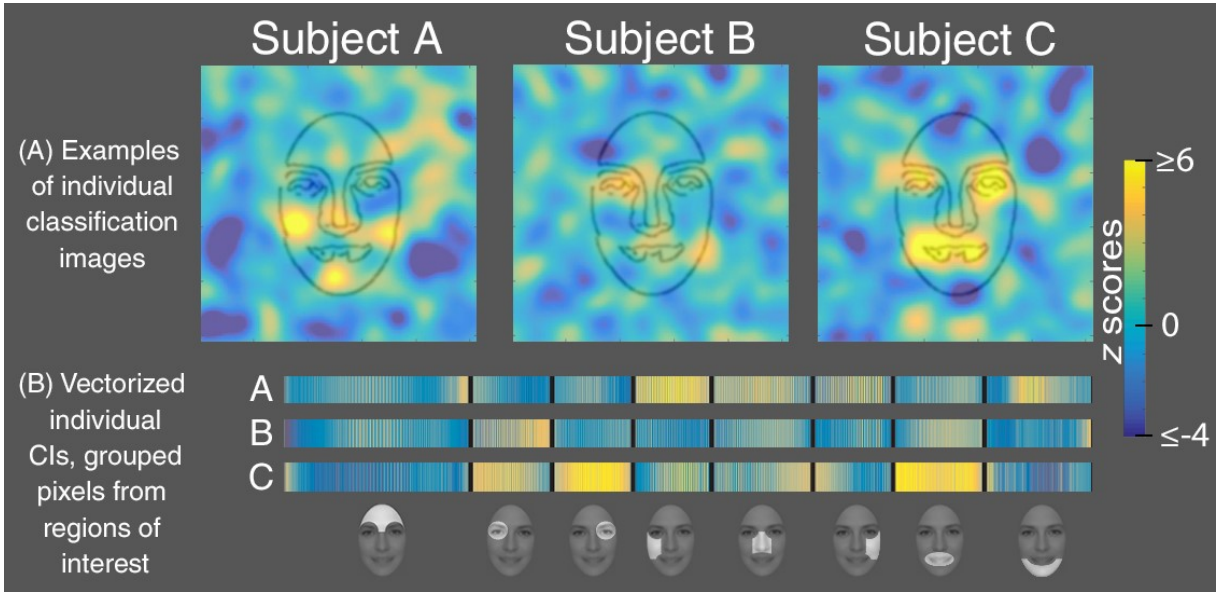 Subject A
Subject B
Subject C
(A) Examples
of individual
classification
images
≥6
0
≤-4
z scores
(B) Vectorized
individual
CIs, grouped
pixels from
regions of
interest
A
B
C